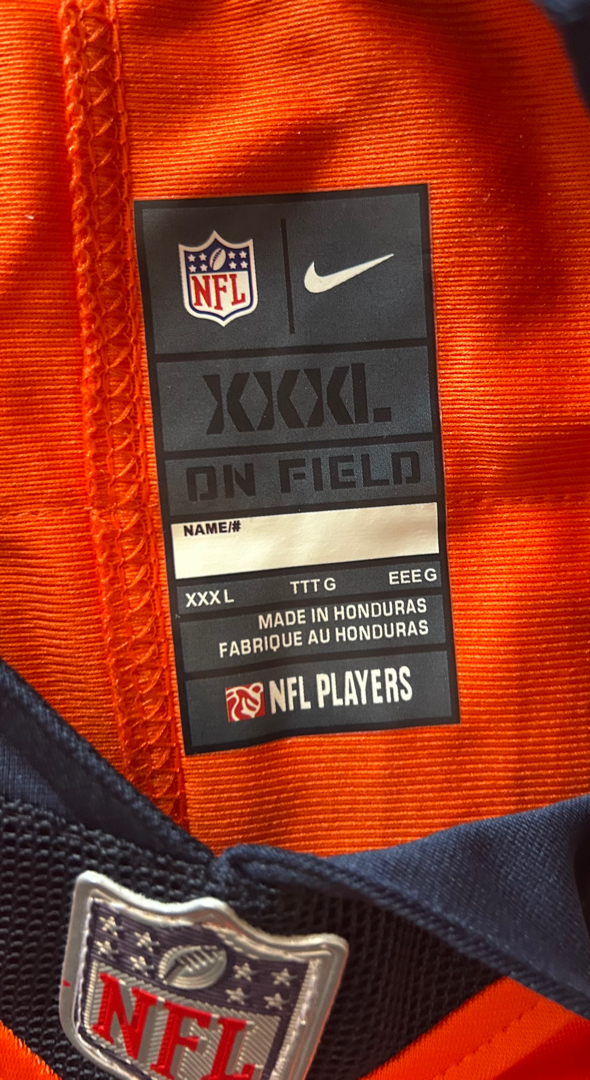 NFL
XXXL
ON FIELD
NAME/#
XXX L TTT G EEE G
MADE IN HONDURAS
FABRIQUE AU HONDURAS
NFL PLAYERS
NFL